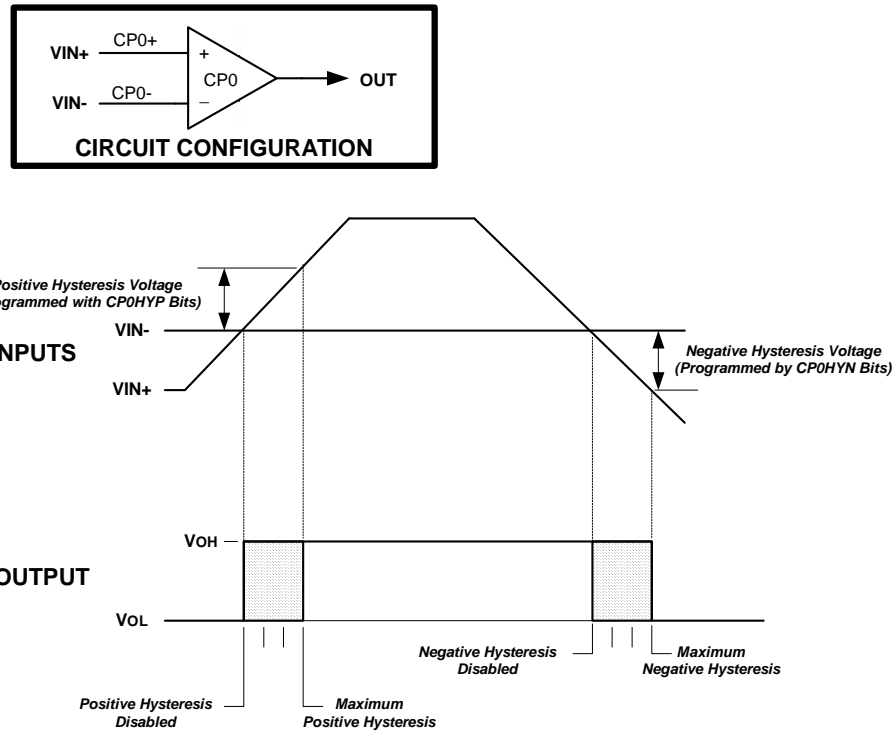 VIN+ CP0+
+
CP0
OUT
VIN- CP0-
−
CIRCUIT CONFIGURATION
Positive Hysteresis Voltage
ogrammed with CP0HYP Bits)
VIN-
NPUTS
VIN+
Negative Hysteresis Voltage
(Programmed by CP0HYN Bits)
VOH
OUTPUT
VOL
Negative Hysteresis
Disabled
Maximum
Negative Hysteresis
Positive Hysteresis
Disabled
Maximum
Positive Hysteresis